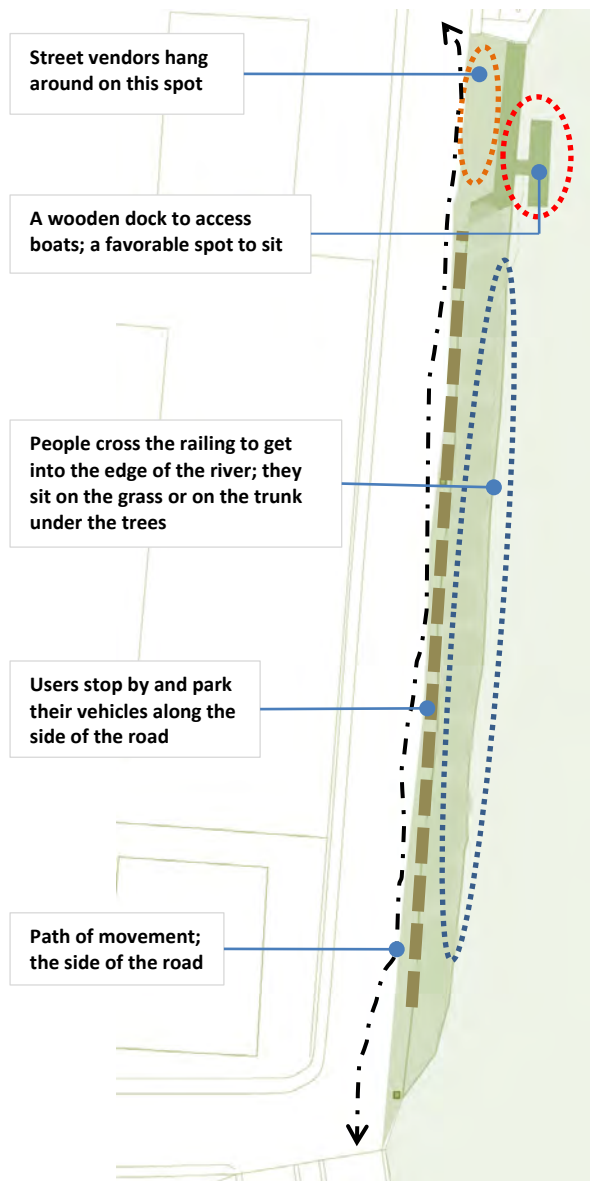 Street vendors hang
around on this spot
A wooden dock to access
boats; a favorable spot to sit
People cross the railing to get
into the edge of the river; they
sit on the grass or on the trunk
under the trees
Users stop by and park
their vehicles along the
side of the road
Path of movement;
the side of the road